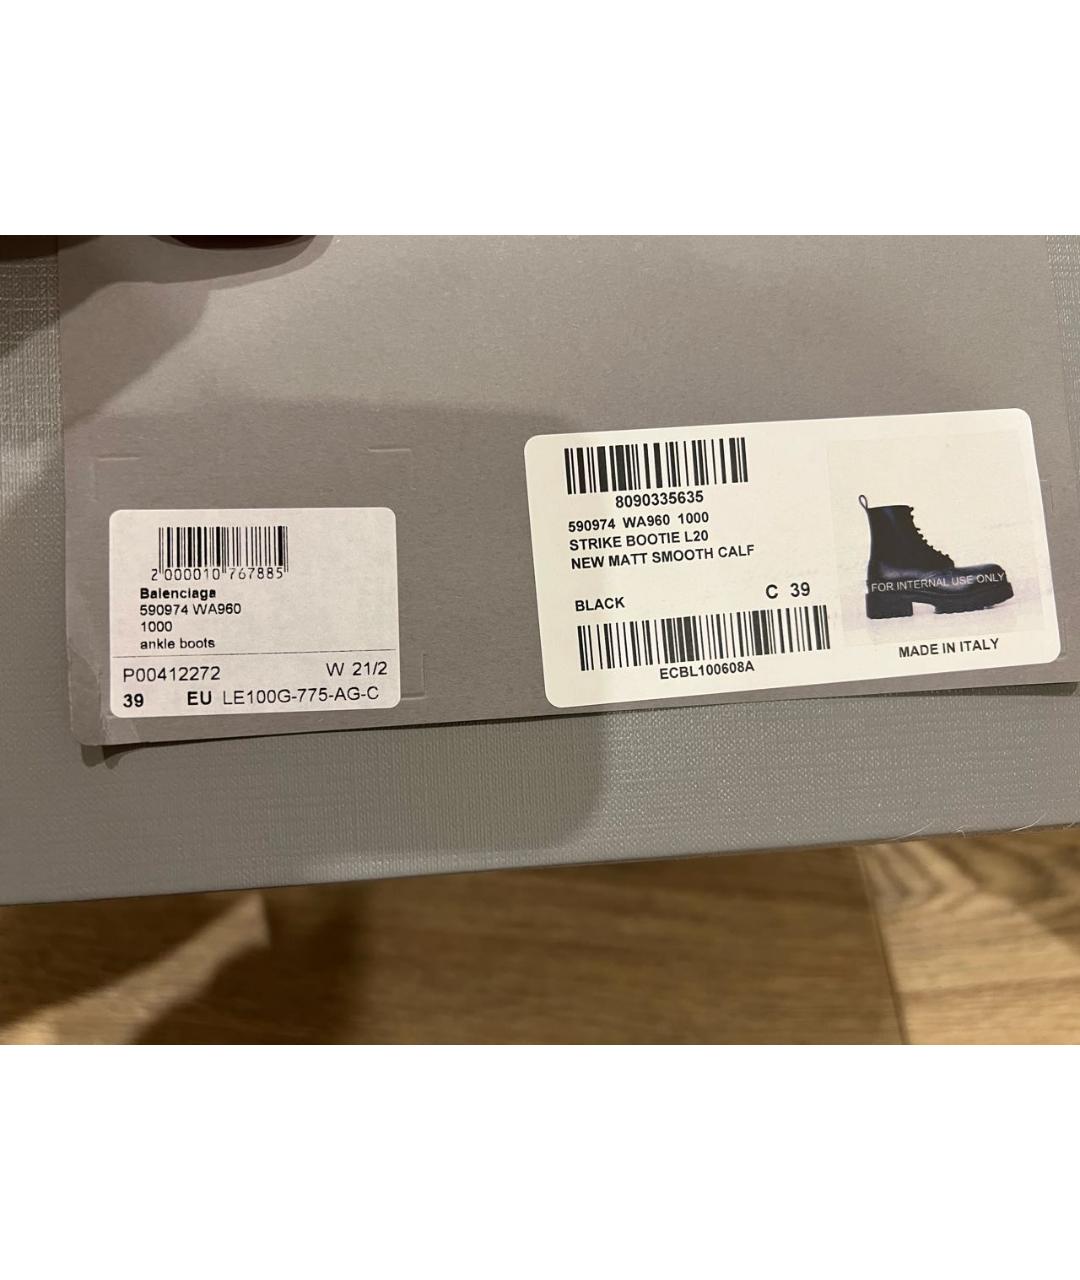 2 000010 767885
Balenciaga
590974 WA960
1000
ankle boots
P00412272 W 21/2
39 EU LE100G-775-AG-C
8090335635
590974 WA960 1000
STRIKE BOOTIE L20
NEW MATT SMOOTH CALF
BLACK C 39
ECBL100608A
FOR INTERNAL USE ONLY
MADE IN ITALY